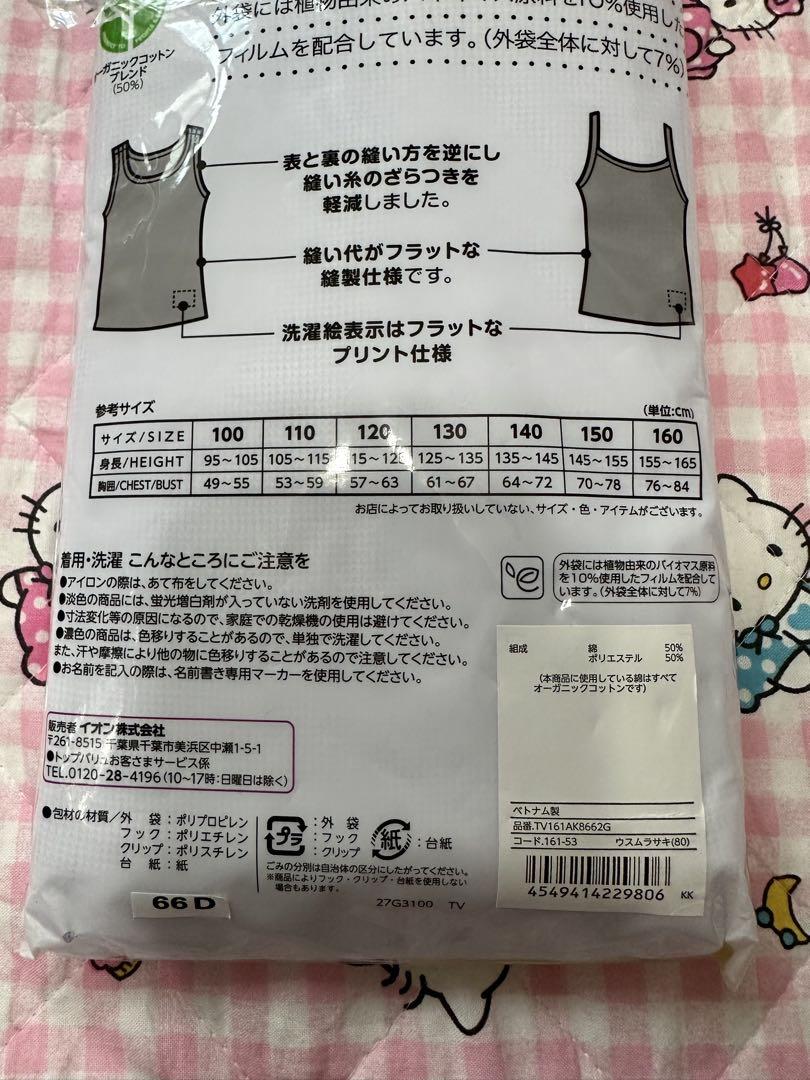 外袋には植物由来の
原料を10%使用した
フィルムを配合しています。(外袋全体に対して7%)
オーガニックコットン
ブレンド
(50%)
表と裏の縫い方を逆にし
縫い糸のざらつきを
軽減しました。
縫い代がフラットな
縫製仕様です。
洗濯絵表示はフラットな
プリント仕様
参考サイズ
(単位:cm)
サイズ/SIZE 100 110 120 130 140 150 160
身長/HEIGHT 95~105 105~115 115~125 125~135 135~145 145~155 155~165
胸囲/CHEST/BUST 49~55 53~59 57~63 61~67 64~72 70~78 76~84
お店によってお取り扱いしていない、サイズ・色・アイテムがございます。
着用・洗濯 こんなところにご注意を
●アイロンの際は、あて布をしてください。
●淡色の商品には、蛍光増白剤が入っていない洗剤を使用してください。
●寸法変化等の原因になるので、家庭での乾燥機の使用は避けてください。
●濃色の商品は、色移りすることがあるので、単独で洗濯してください。
また、汗や摩擦により他の物に色移りすることがあるので注意してください。
●お名前を記入の際は、名前書き専用マーカーを使用してください。
外袋には植物由来のバイオマス原料
を10%使用したフィルムを配合して
います。(外袋全体に対して7%)
組成 綿 50%
ポリエステル 50%
(本商品に使用している綿はすべて
オーガニックコットンです)
ベトナム製
品番.TV161AK8662G
コード.161-53 ウスムラサキ(80)
4549414229806 KK
販売者 イオン株式会社
〒261-8515 千葉県千葉市美浜区中瀬1-5-1
●トップバリュお客さまサービス係
TEL.0120-28-4196(10~17時:日曜日は除く)
●包材の材質/外 袋:ポリプロピレン
フック:ポリエチレン
クリップ:ポリスチレン
台 紙:紙
プラ
:外 袋
:フック
:クリップ
紙
:台紙
ごみの分別は自治体の区分にしたがってください。
※商品によりフック・クリップ・台紙を使用しない
場合もあります。
66 D
27G3100 TV